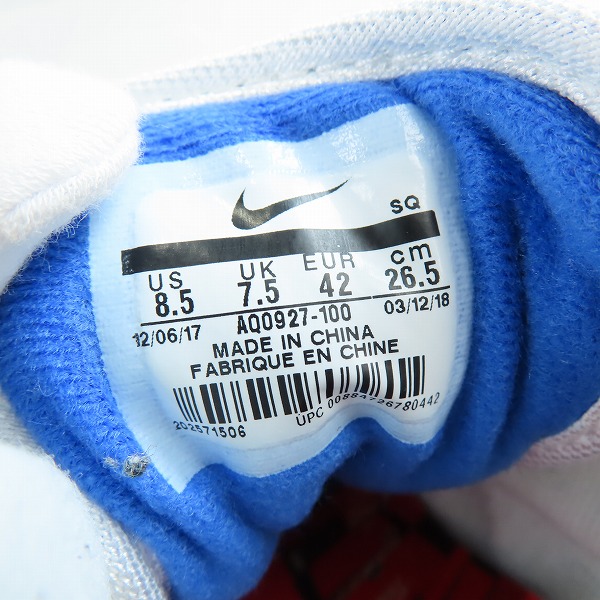 SQ
US UK EUR cm
8.5 7.5 42 26.5
12/06/17 AQ0927-100 03/12/18
MADE IN CHINA
FABRIQUE EN CHINE
202571506 UPC 00884726780442